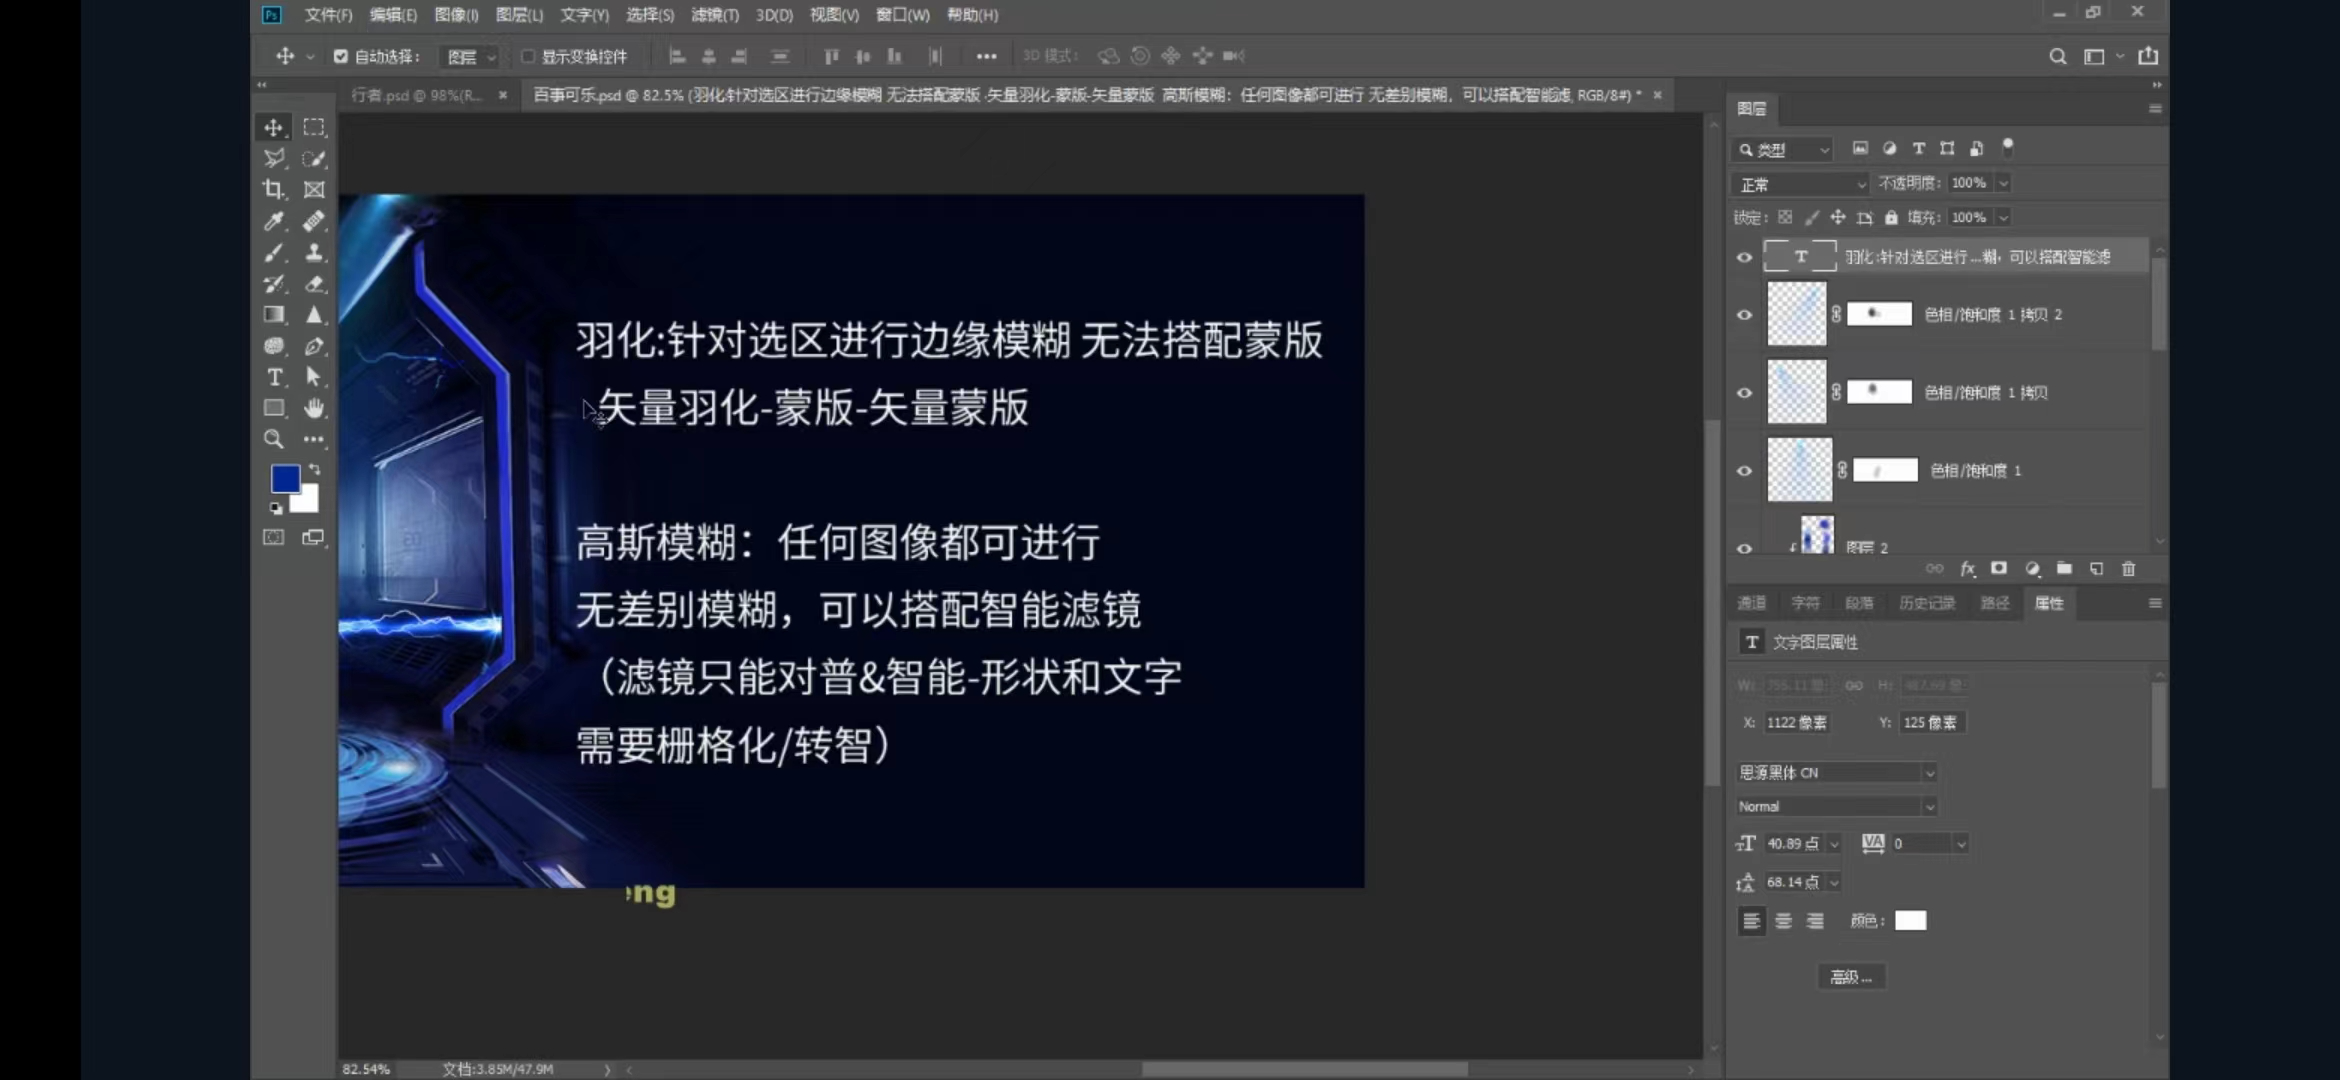 Ps 文件(F) 编辑(E) 图像(I) 图层(L) 文字(Y) 选择(S) 滤镜(T) 3D(D) 视图(V) 窗口(W) 帮助(H)
自动选择： 图层 显示变换控件 3D 模式：
行者.psd @ 98%(R... × 百事可乐.psd @ 82.5% (羽化:针对选区进行边缘模糊 无法搭配蒙版 -矢量羽化-蒙版-矢量蒙版 高斯模糊：任何图像都可进行 无差别模糊，可以搭配智能滤, RGB/8#) * ×
羽化:针对选区进行边缘模糊 无法搭配蒙版
-矢量羽化-蒙版-矢量蒙版
高斯模糊：任何图像都可进行
无差别模糊，可以搭配智能滤镜
（滤镜只能对普&智能-形状和文字
需要栅格化/转智）
ng
82.54% 文档:3.85M/47.9M
图层
类型
正常 不透明度: 100%
锁定: 填充: 100%
T 羽化:针对选区进行...糊，可以搭配智能滤
色相/饱和度 1 拷贝 2
色相/饱和度 1 拷贝
色相/饱和度 1
图层 2
fx
通道 字符 段落 历史记录 路径 属性
T 文字图层属性
W: H:
X: 1122 像素 Y: 125 像素
思源黑体 CN
Normal
40.89 点 VA 0
68.14 点
颜色：
高级...